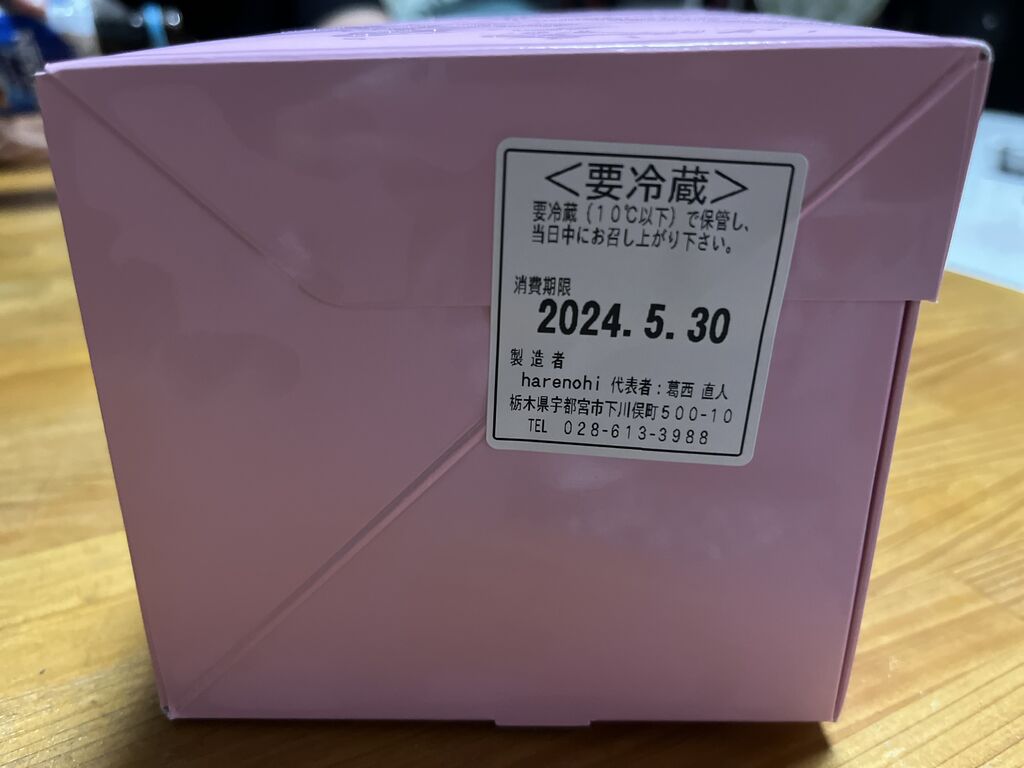 ＜要冷蔵＞
要冷蔵（１０℃以下）で保管し、
当日中にお召し上がり下さい。
消費期限
2024. 5. 30
製造者
harenohi 代表者：葛西 直人
栃木県宇都宮市下川俣町５００-１０
TEL ０２８-６１３-３９８８